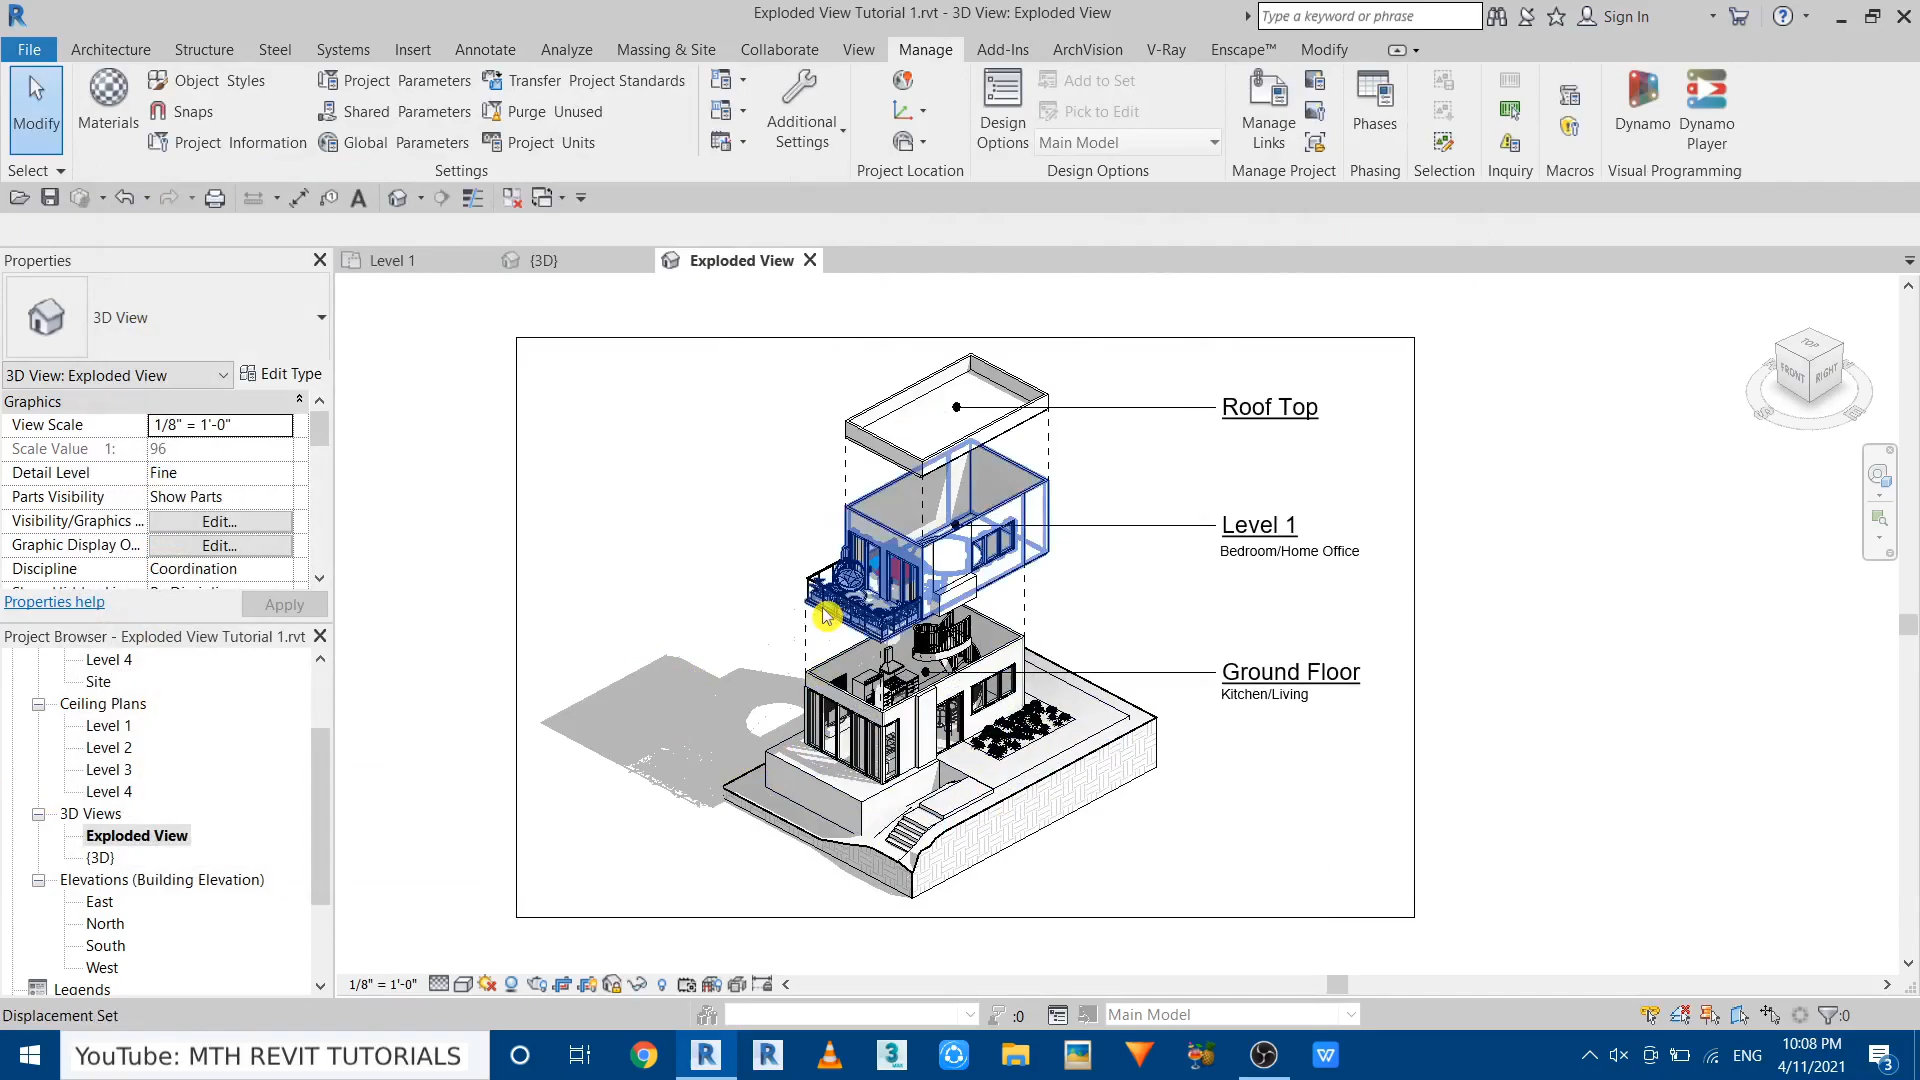 Exploded View Tutorial 1.rvt - 3D View: Exploded View
Type a keyword or phrase
Sign In
File
Architecture
Structure
Steel
Systems
Insert
Annotate
Analyze
Massing & Site
Collaborate
View
Manage
Add-Ins
ArchVision
V-Ray
Enscape™
Modify
Modify
Materials
Object Styles
Snaps
Project Information
Project Parameters
Shared Parameters
Global Parameters
Transfer Project Standards
Purge Unused
Project Units
Additional
Settings
Design
Options
Add to Set
Pick to Edit
Main Model
Manage
Links
Phases
Dynamo
Dynamo
Player
Select
Settings
Project Location
Design Options
Manage Project
Phasing
Selection
Inquiry
Macros
Visual Programming
Properties
Level 1
{3D}
Exploded View
3D View
3D View: Exploded View
Edit Type
Graphics
View Scale
1/8" = 1'-0"
Scale Value 1:
96
Detail Level
Fine
Parts Visibility
Show Parts
Visibility/Graphics ...
Edit...
Graphic Display O...
Edit...
Discipline
Coordination
Properties help
Apply
Project Browser - Exploded View Tutorial 1.rvt
Level 4
Site
Ceiling Plans
Level 1
Level 2
Level 3
Level 4
3D Views
Exploded View
{3D}
Elevations (Building Elevation)
East
North
South
West
Legends
Roof Top
Level 1
Bedroom/Home Office
Ground Floor
Kitchen/Living
TOP
FRONT
RIGHT
1/8" = 1'-0"
Displacement Set
:0
Main Model
:0
YouTube: MTH REVIT TUTORIALS
ENG
10:08 PM
4/11/2021
3